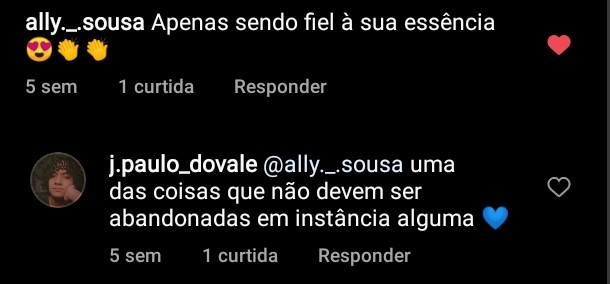 ally._.sousa Apenas sendo fiel à sua essência
😍👏👏
5 sem 1 curtida Responder
j.paulo_dovale @ally._.sousa uma
das coisas que não devem ser
abandonadas em instância alguma 💙
5 sem 1 curtida Responder